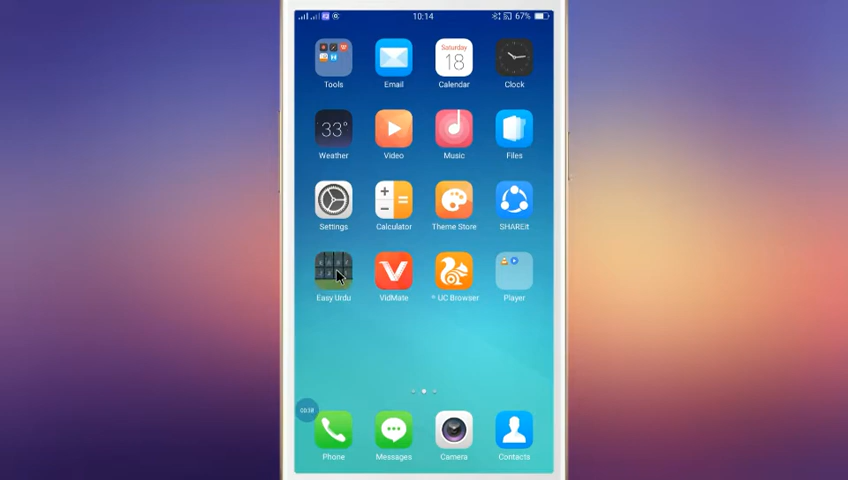 10:14
67%
Tools
Email
Saturday
18
Calendar
Clock
33°
Weather
Video
Music
Files
Settings
Calculator
Theme Store
SHAREit
Easy Urdu
VidMate
UC Browser
Player
Phone
Messages
Camera
Contacts